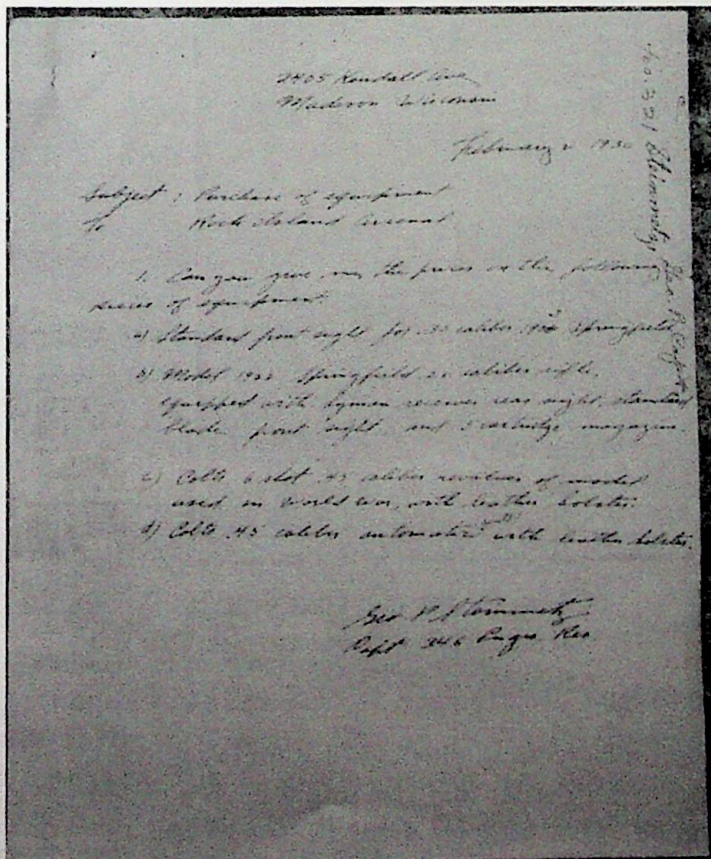 2405 Kendall Ave
Madison Wisconsin
February 2 1930
Subject : Purchase of equipment
To Rock Island Arsenal
1. Can you give me the prices on the following
pieces of equipment.
a) Standard front sight for .30 caliber Springfield
b) Model 1922 Springfield 22 caliber rifle,
equipped with Lyman receiver rear sight, standard
blade front sight, and 5 cartridge magazine.
c) Colts 6 shot .45 caliber revolver of model
used in World War, with leather holster.
d) Colts .45 caliber automatic with leather holster.
Geo P Steinmetz
Capt Engrs Res
Steinmetz, Geo. P. Capt